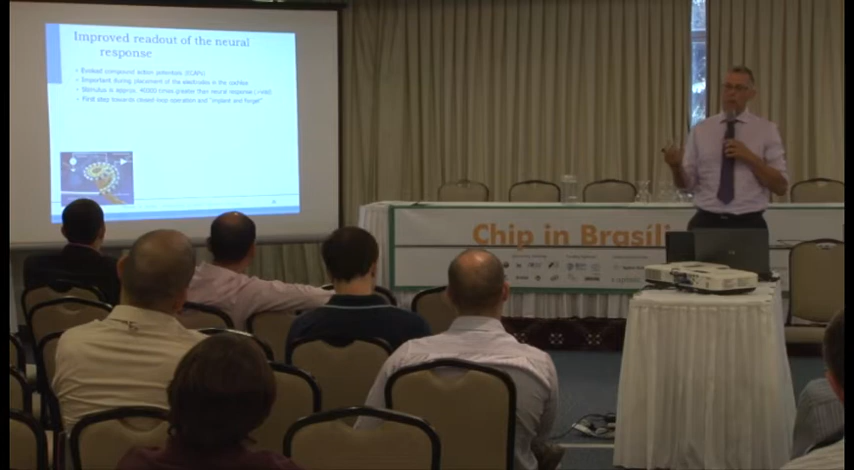 Improved readout of the neural
response
• Evoked compound action potentials (ECAPs)
• Important during placement of the electrodes in the cochlea
• Stimulus is approx. 40000 times greater than neural response
• First step towards closed loop operation and "implant and forget"
Chip in Brasíli